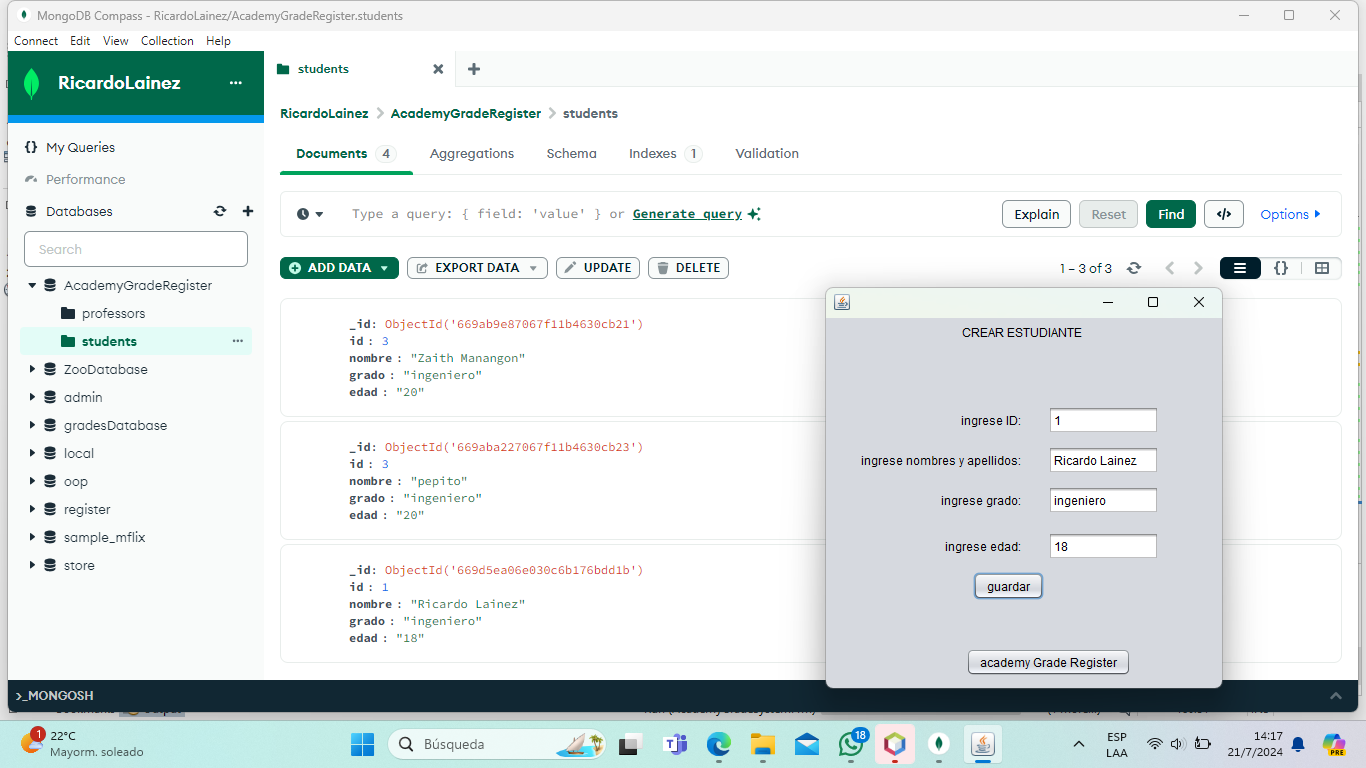 MongoDB Compass - RicardoLainez/AcademyGradeRegister.students
Connect Edit View Collection Help
RicardoLainez
My Queries
Performance
Databases
Search
AcademyGradeRegister
professors
students
ZooDatabase
admin
gradesDatabase
local
oop
register
sample_mflix
store
students
RicardoLainez > AcademyGradeRegister > students
Documents 4 Aggregations Schema Indexes 1 Validation
Type a query: { field: 'value' } or Generate query
Explain Reset Find </> Options
ADD DATA EXPORT DATA UPDATE DELETE
1 – 3 of 3 {}
_id: ObjectId('669ab9e87067f11b4630cb21')
id : 3
nombre : "Zaith Manangon"
grado : "ingeniero"
edad : "20"
_id: ObjectId('669aba227067f11b4630cb23')
id : 3
nombre : "pepito"
grado : "ingeniero"
edad : "20"
_id: ObjectId('669d5ea06e030c6b176bdd1b')
id : 1
nombre : "Ricardo Lainez"
grado : "ingeniero"
edad : "18"
CREAR ESTUDIANTE
ingrese ID: 1
ingrese nombres y apellidos: Ricardo Lainez
ingrese grado: ingeniero
ingrese edad: 18
guardar
academy Grade Register
>_MONGOSH
1
22°C
Mayorm. soleado
Búsqueda
18
PRE
ESP
LAA
14:17
21/7/2024